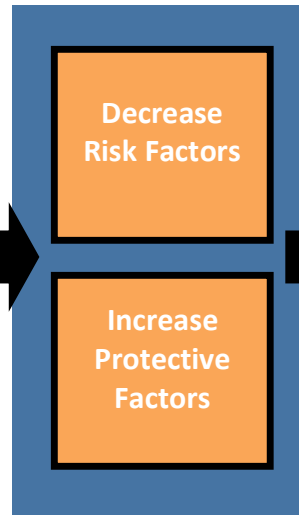 Decrease
Risk Factors
Increase
Protective
Factors